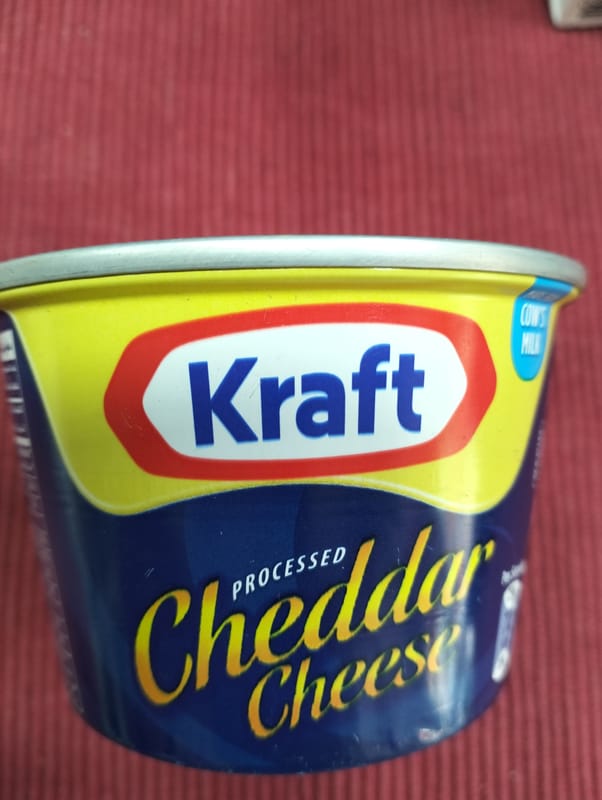 Kraft
COW'S
MILK
PROCESSED
Cheddar
Cheese